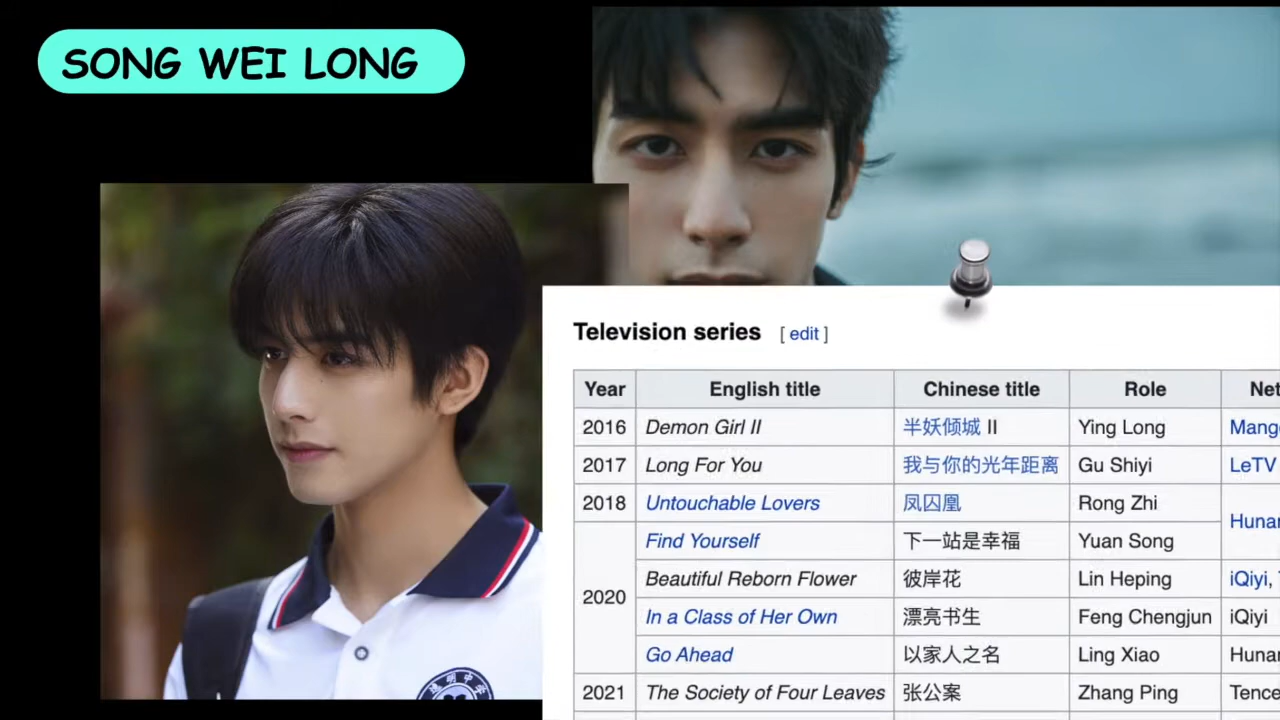 SONG WEI LONG
Television series [ edit ]
Year English title Chinese title Role
2016 Demon Girl II 半妖倾城 II Ying Long
2017 Long For You 我与你的光年距离 Gu Shiyi LeTV
2018 Untouchable Lovers 凤囚凰 Rong Zhi
Find Yourself 下一站是幸福 Yuan Song
2020 Beautiful Reborn Flower 彼岸花 Lin Heping iQiyi,
In a Class of Her Own 漂亮书生 Feng Chengjun iQiyi
Go Ahead 以家人之名 Ling Xiao
2021 The Society of Four Leaves 张公案 Zhang Ping